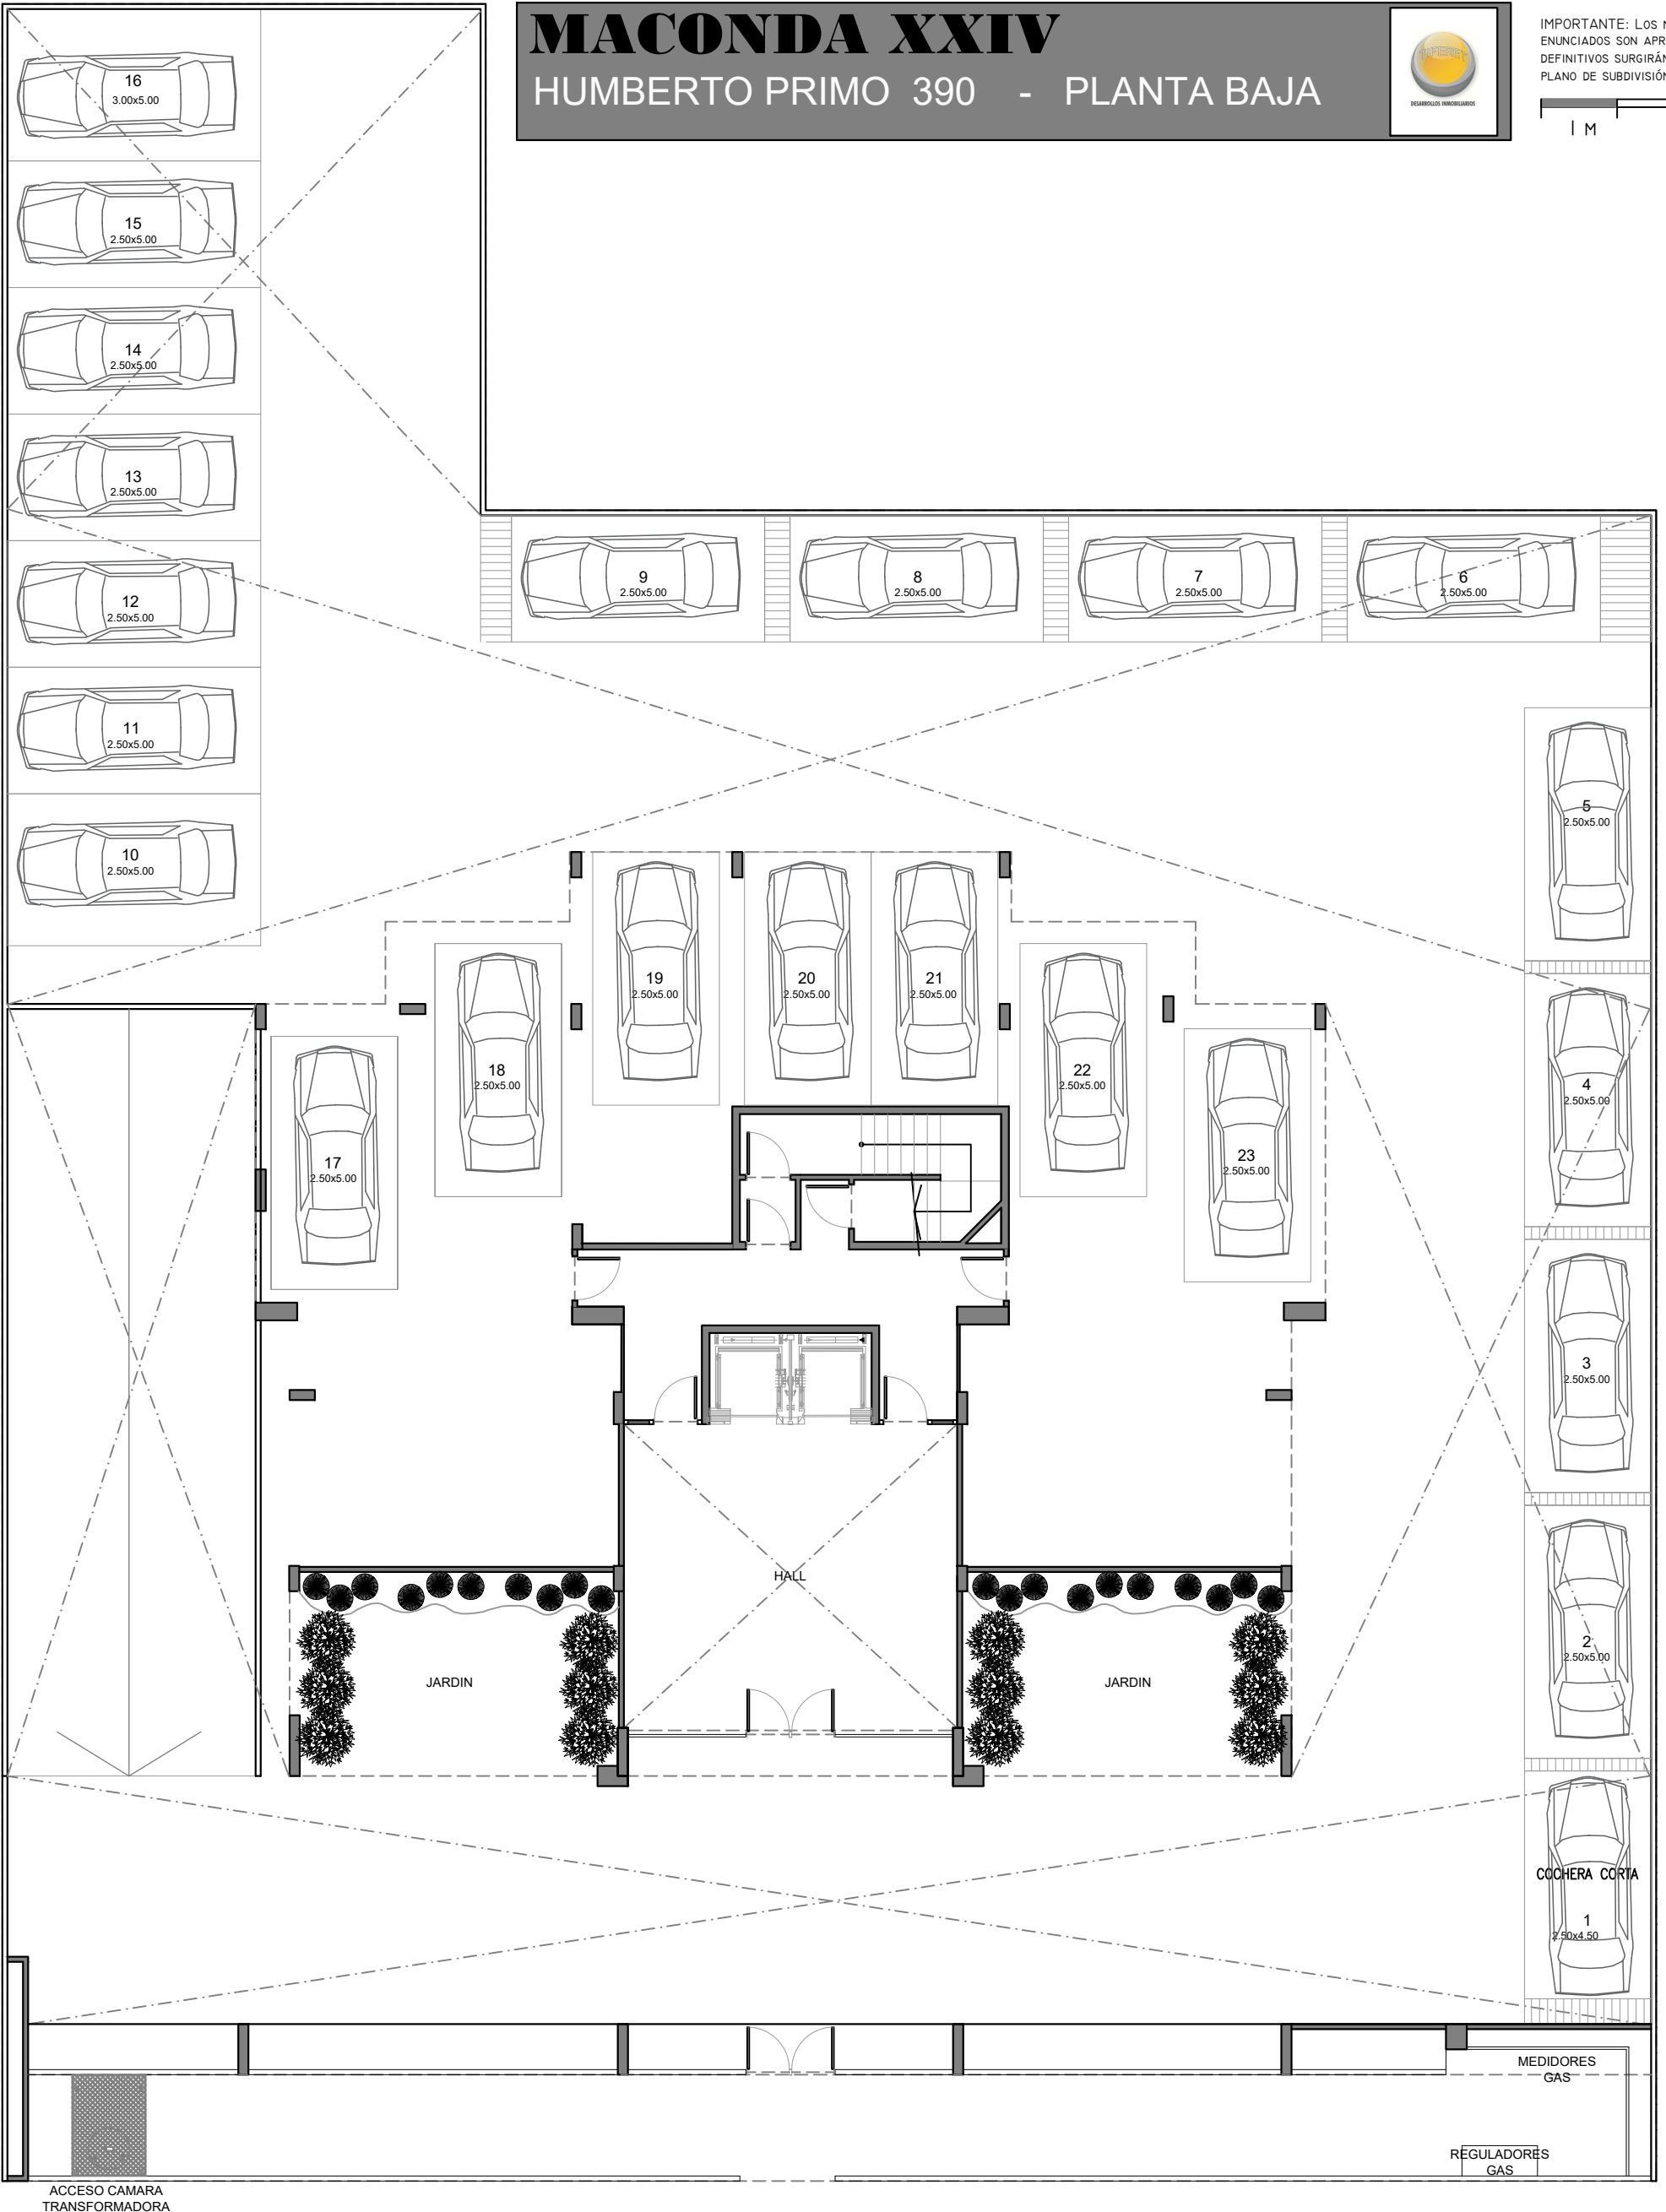 MACONDA XXIV
HUMBERTO PRIMO 390 - PLANTA BAJA
DIFERET
DESARROLLOS INMOBILIARIOS
IMPORTANTE: LOS
ENUNCIADOS SON
DEFINITIVOS SURGIRÁN
PLANO DE SUBDIVISIÓN
1 M
16
3.00x5.00
15
2.50x5.00
14
2.50x5.00
13
2.50x5.00
12
2.50x5.00
11
2.50x5.00
10
2.50x5.00
9
2.50x5.00
8
2.50x5.00
7
2.50x5.00
6
2.50x5.00
5
2.50x5.00
4
2.50x5.00
3
2.50x5.00
2
2.50x5.00
COCHERA CORTA
1
2.50x4.50
17
2.50x5.00
18
2.50x5.00
19
2.50x5.00
20
2.50x5.00
21
2.50x5.00
22
2.50x5.00
23
2.50x5.00
HALL
JARDIN
JARDIN
MEDIDORES
GAS
REGULADORES
GAS
ACCESO CAMARA
TRANSFORMADORA